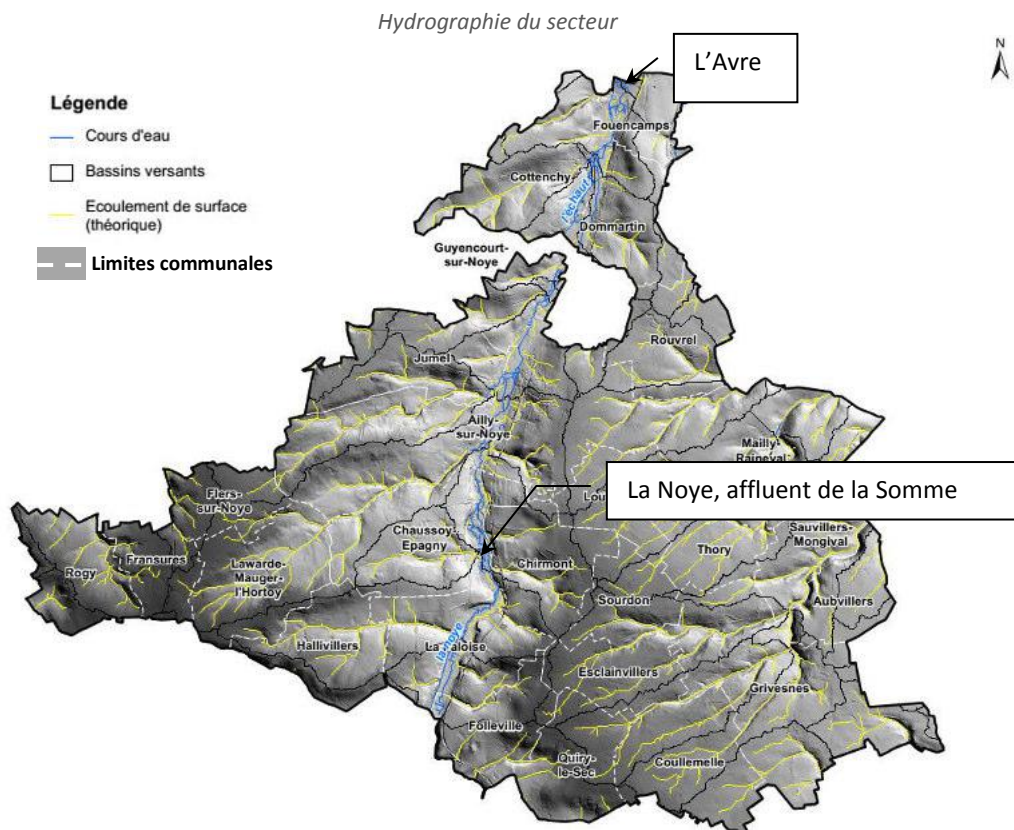 Hydrographie du secteur
L'Avre
N
Légende
Cours d'eau
Bassins versants
Ecoulement de surface
(théorique)
Limites communales
Fouencamps
Cottenchy
l'échaut
Dommartin
Guyencourt-
sur-Noye
Rouvrel
Jumel
Ailly-
sur-Noye
Mailly-
Raineval
La Noye, affluent de la Somme
Lou
Flers-
sur-Noye
Chaussoy-
Epagny
Sauvillers-
Mongival
Thory
Rogy
Fransures
Lawarde-
Mauger-
l'Hortoy
Chirmont
Sourdon
Aubvillers
la-noye
Hallivillers
Esclainvillers
Grivesnes
Folleville
Quiry-
le-Sec
Coullemelle